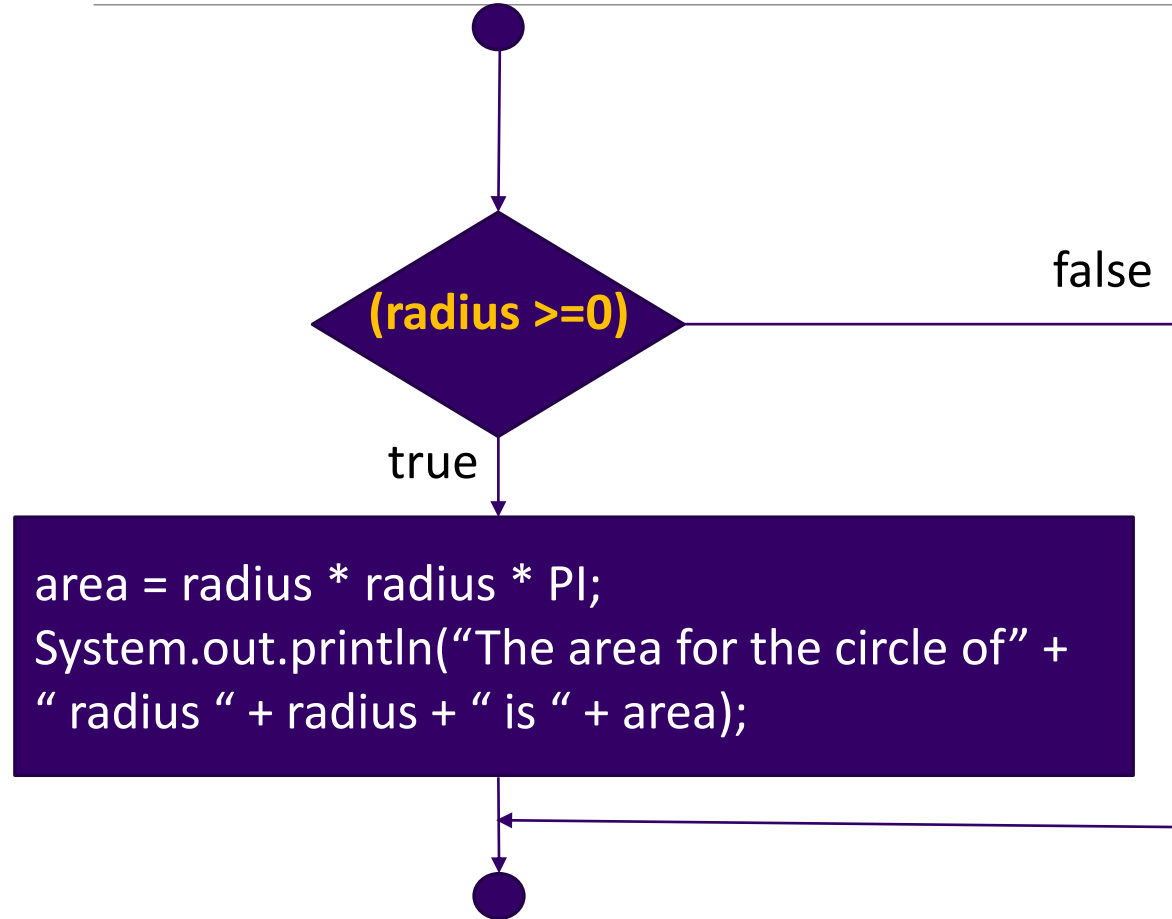 (radius >=0)
false
true
area = radius * radius * PI;
System.out.println(“The area for the circle of” +
“ radius “ + radius + “ is “ + area);